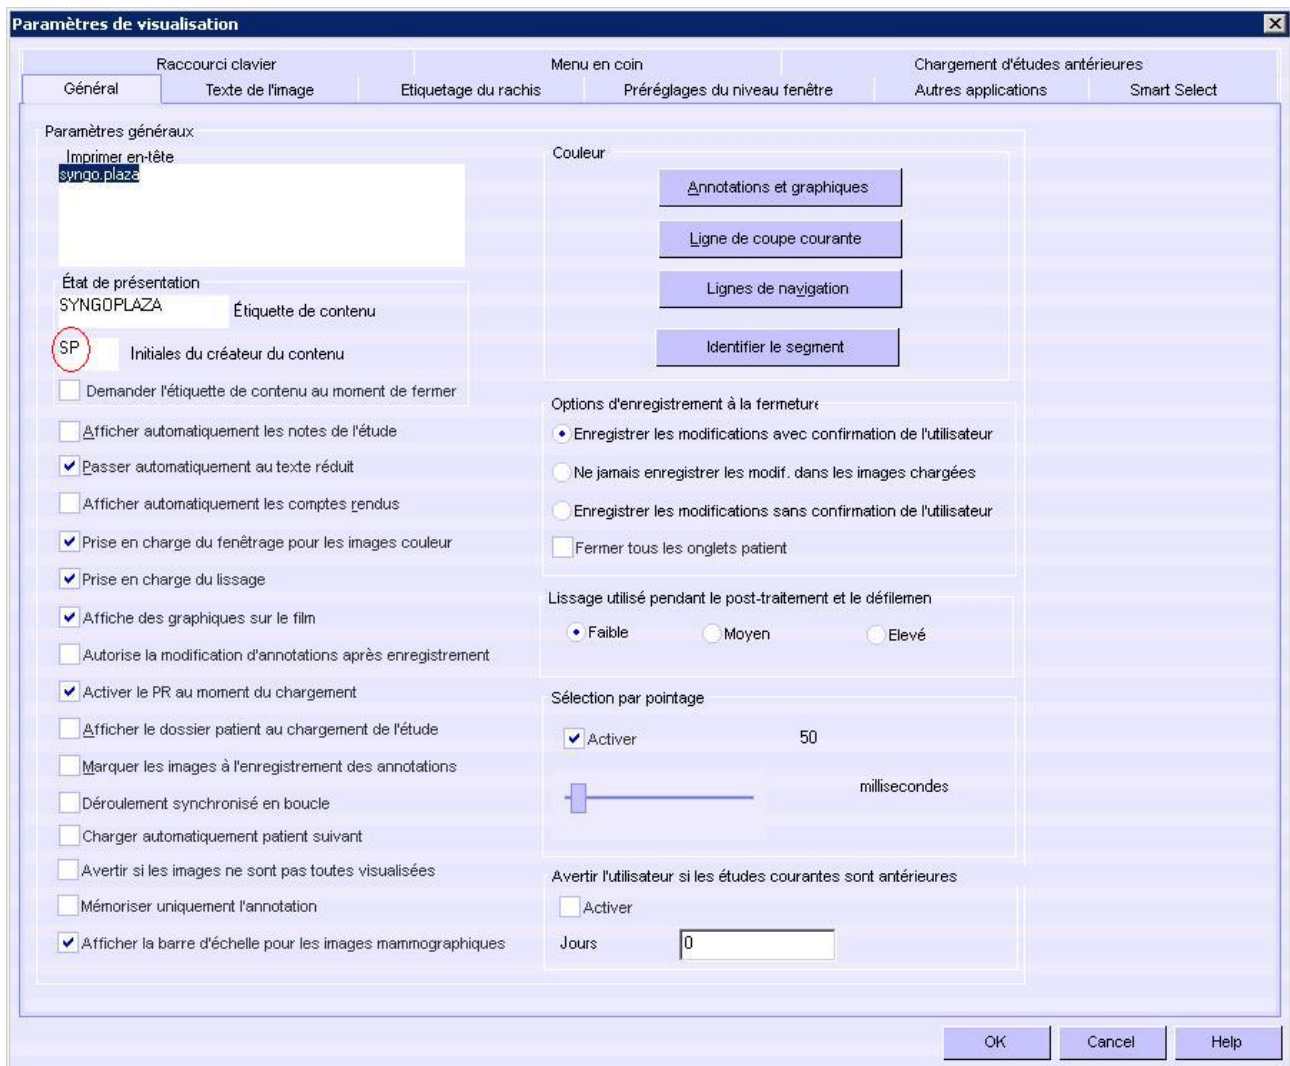 Paramètres de visualisation
Raccourci clavier Menu en coin Chargement d'études antérieures
Général Texte de l'image Etiquetage du rachis Préréglages du niveau fenêtre Autres applications Smart Select
Paramètres généraux
Imprimer en-tête
syngo.plaza
État de présentation
SYNGOPLAZA Étiquette de contenu
SP Initiales du créateur du contenu
Demander l'étiquette de contenu au moment de fermer
Afficher automatiquement les notes de l'étude
Passer automatiquement au texte réduit
Afficher automatiquement les comptes rendus
Prise en charge du fenêtrage pour les images couleur
Prise en charge du lissage
Affiche des graphiques sur le film
Autorise la modification d'annotations après enregistrement
Activer le PR au moment du chargement
Afficher le dossier patient au chargement de l'étude
Marquer les images à l'enregistrement des annotations
Déroulement synchronisé en boucle
Charger automatiquement patient suivant
Avertir si les images ne sont pas toutes visualisées
Mémoriser uniquement l'annotation
Afficher la barre d'échelle pour les images mammographiques
Couleur
Annotations et graphiques
Ligne de coupe courante
Lignes de navigation
Identifier le segment
Options d'enregistrement à la fermeture
Enregistrer les modifications avec confirmation de l'utilisateur
Ne jamais enregistrer les modif. dans les images chargées
Enregistrer les modifications sans confirmation de l'utilisateur
Fermer tous les onglets patient
Lissage utilisé pendant le post-traitement et le défilemen
Faible Moyen Elevé
Sélection par pointage
Activer 50
millisecondes
Avertir l'utilisateur si les études courantes sont antérieures
Activer
Jours 0
OK Cancel Help